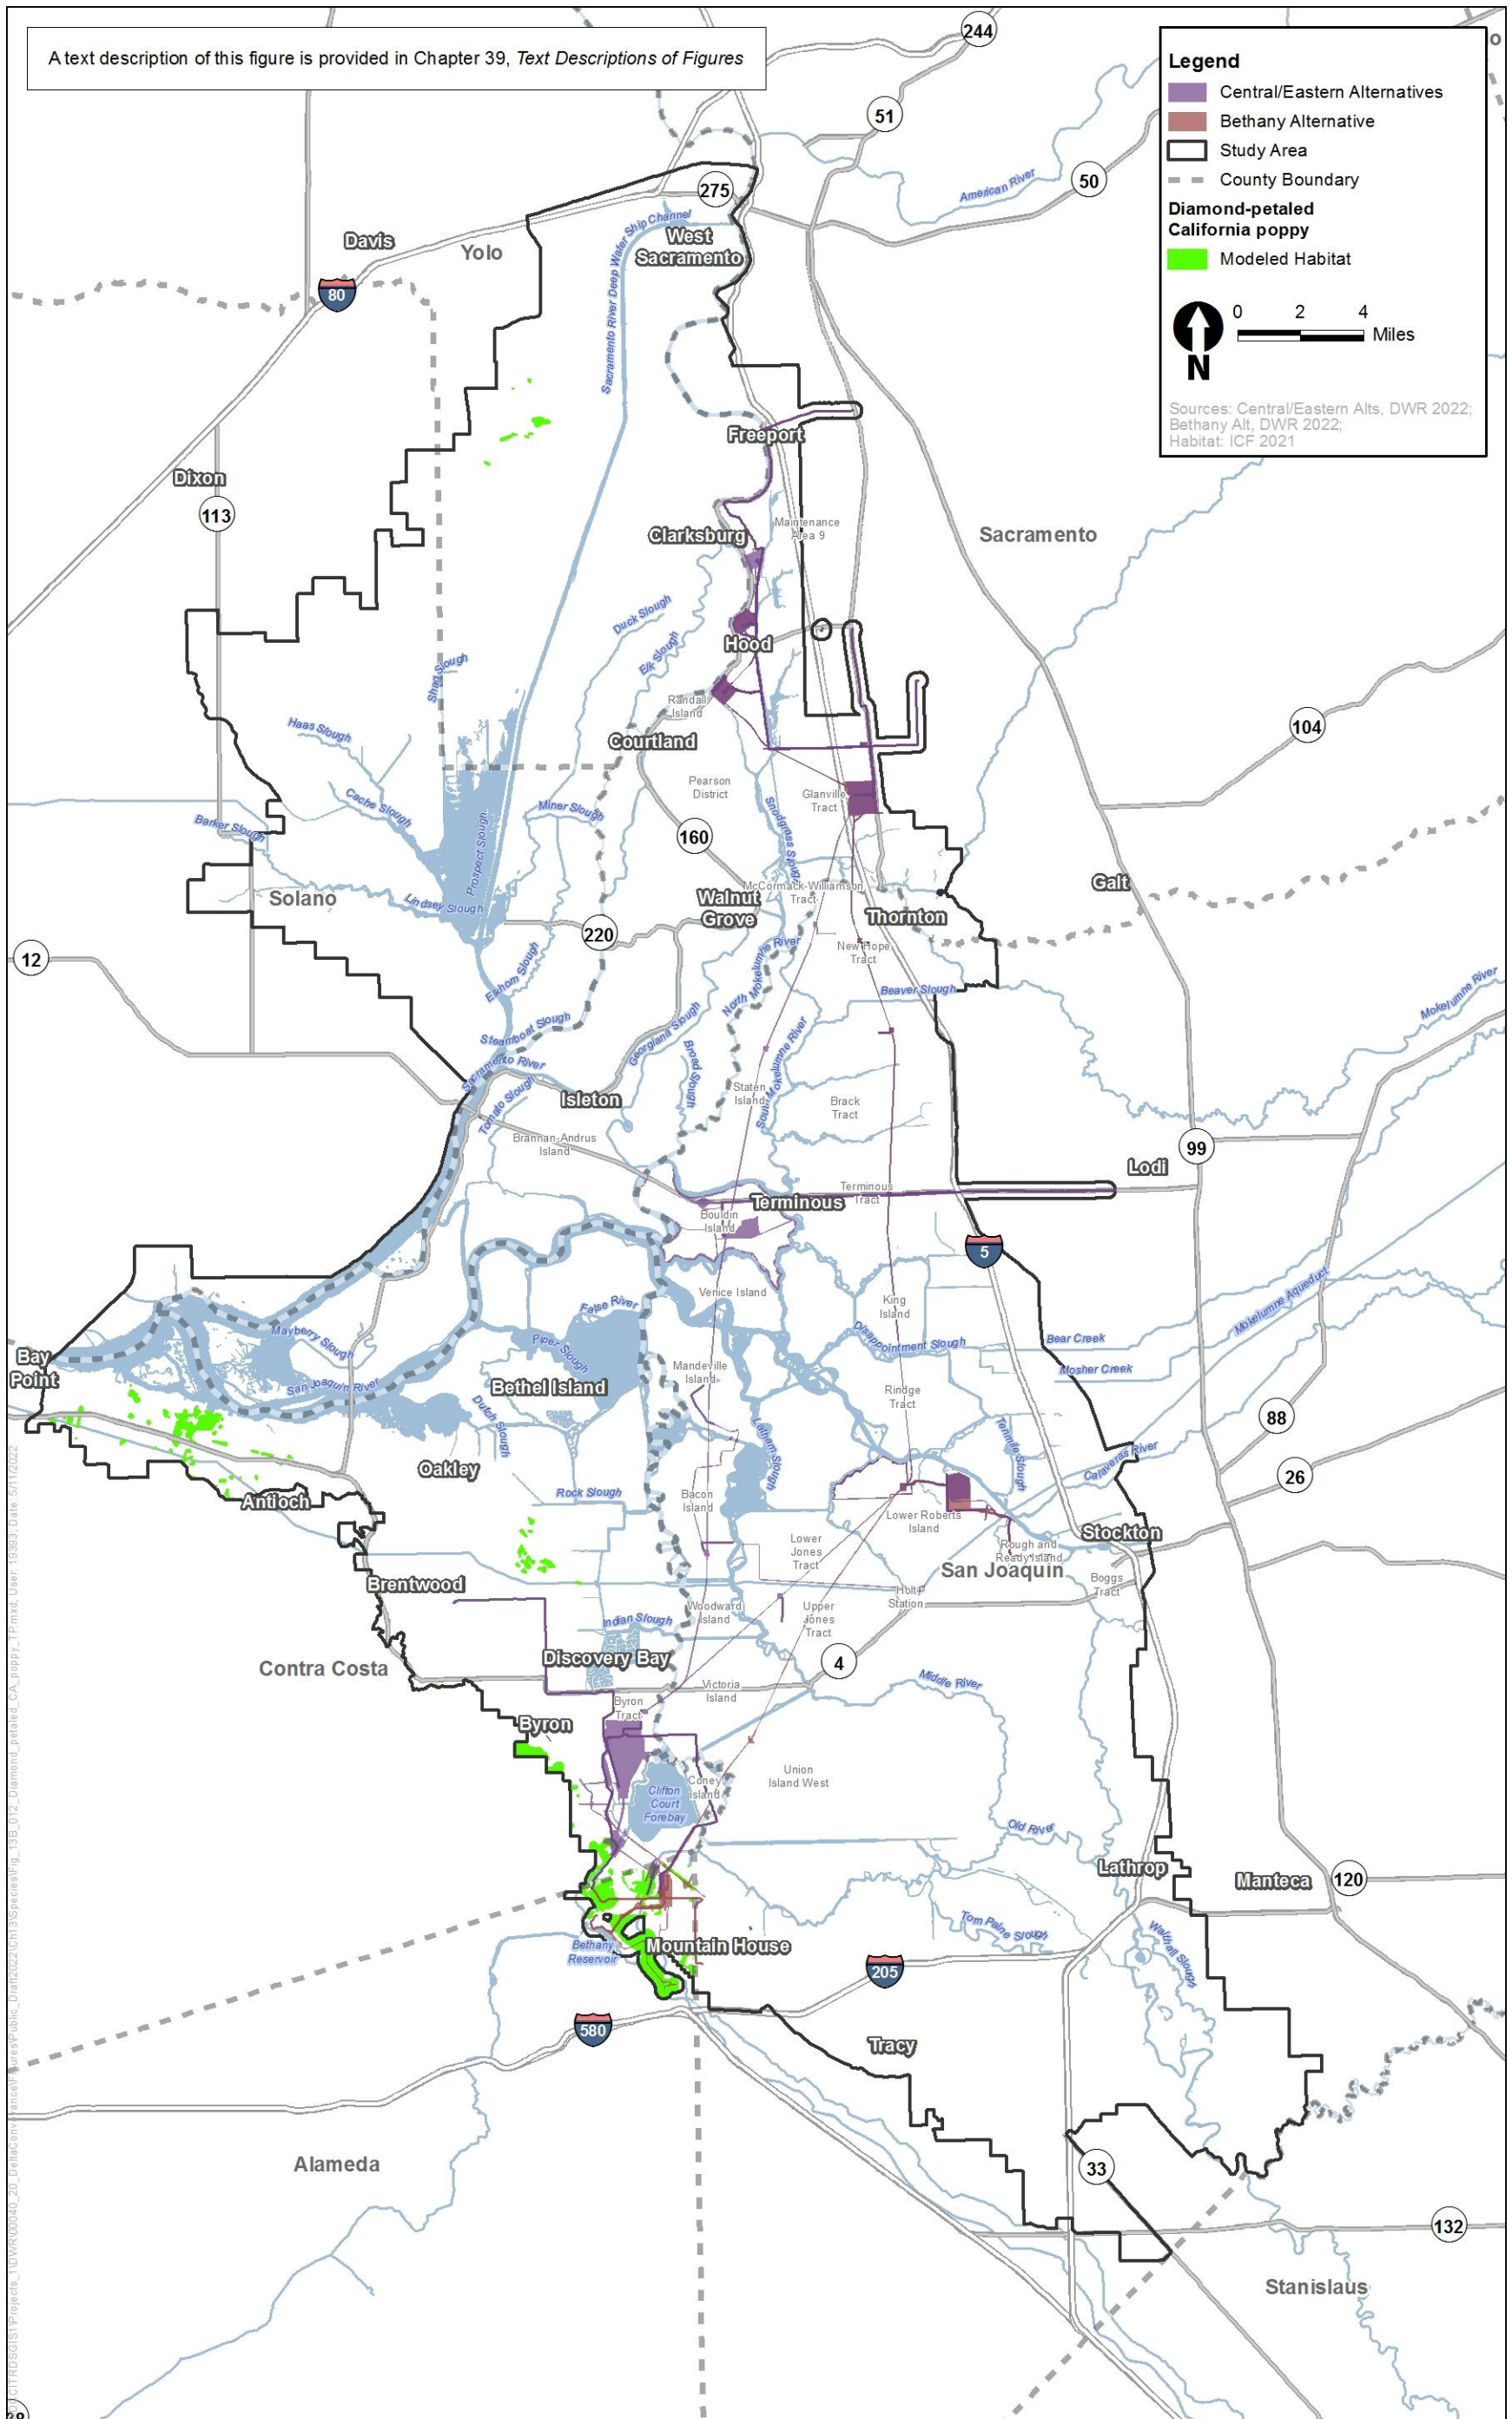 A text description of this figure is provided in Chapter 39, Text Descriptions of Figures
Legend
Central/Eastern Alternatives
Bethany Alternative
Study Area
County Boundary
Diamond-petaled
California poppy
Modeled Habitat
0 2 4
Miles
N
Sources: Central/Eastern Alts, DWR 2022;
Bethany Alt, DWR 2022;
Habitat: ICF 2021
244
51
50
American River
275
Sacramento River Deep Water Ship Channel
West
Sacramento
Davis
Yolo
80
Freeport
Dixon
113
Clarksburg
Maintenance
Area 9
Sacramento
Duck Slough
Elk Slough
Hood
Shag Slough
Randall
Island
Haas Slough
Courtland
104
Cache Slough
Pearson
District
Glanville
Tract
Snodgrass Slough
Miner Slough
Barker Slough
Prospect Slough
160
Solano
Lindsey Slough
Walnut
Grove
McCormack-Williamson
Tract
Thornton
Galt
220
12
New Hope
Tract
North Mokelumne River
Elkhorn Slough
Beaver Slough
Mokelumne River
Steamboat Slough
Georgiana Slough
Sacramento River
Tomato Slough
Broad Slough
South Mokelumne River
Isleton
Staten
Island
Brack
Tract
Brannan-Andrus
Island
99
Lodi
Terminous
Tract
Terminous
Bouldin
Island
5
Venice Island
King
Island
False River
Mokelumne Aqueduct
Disappointment Slough
Bear Creek
Mosher Creek
Mayberry Slough
Piper Slough
Bay
Point
San Joaquin River
Bethel Island
Mandeville
Island
Rindge
Tract
Dutch Slough
Latham Slough
Tenmile Slough
88
Calaveras River
26
Oakley
Antioch
Rock Slough
Bacon
Island
Lower Roberts
Island
Stockton
Lower
Jones
Tract
Rough and
Ready Island
San Joaquin
Boggs
Tract
Brentwood
Holt
Station
Woodward
Island
Upper
Jones
Tract
Indian Slough
Discovery Bay
4
Contra Costa
Middle River
Victoria
Island
Byron
Tract
Byron
Union
Island West
Coney
Island
Clifton
Court
Forebay
Old River
Lathrop
Manteca
120
Tom Paine Slough
Walthall Slough
Bethany
Reservoir
Mountain House
205
580
Tracy
Alameda
33
132
Stanislaus